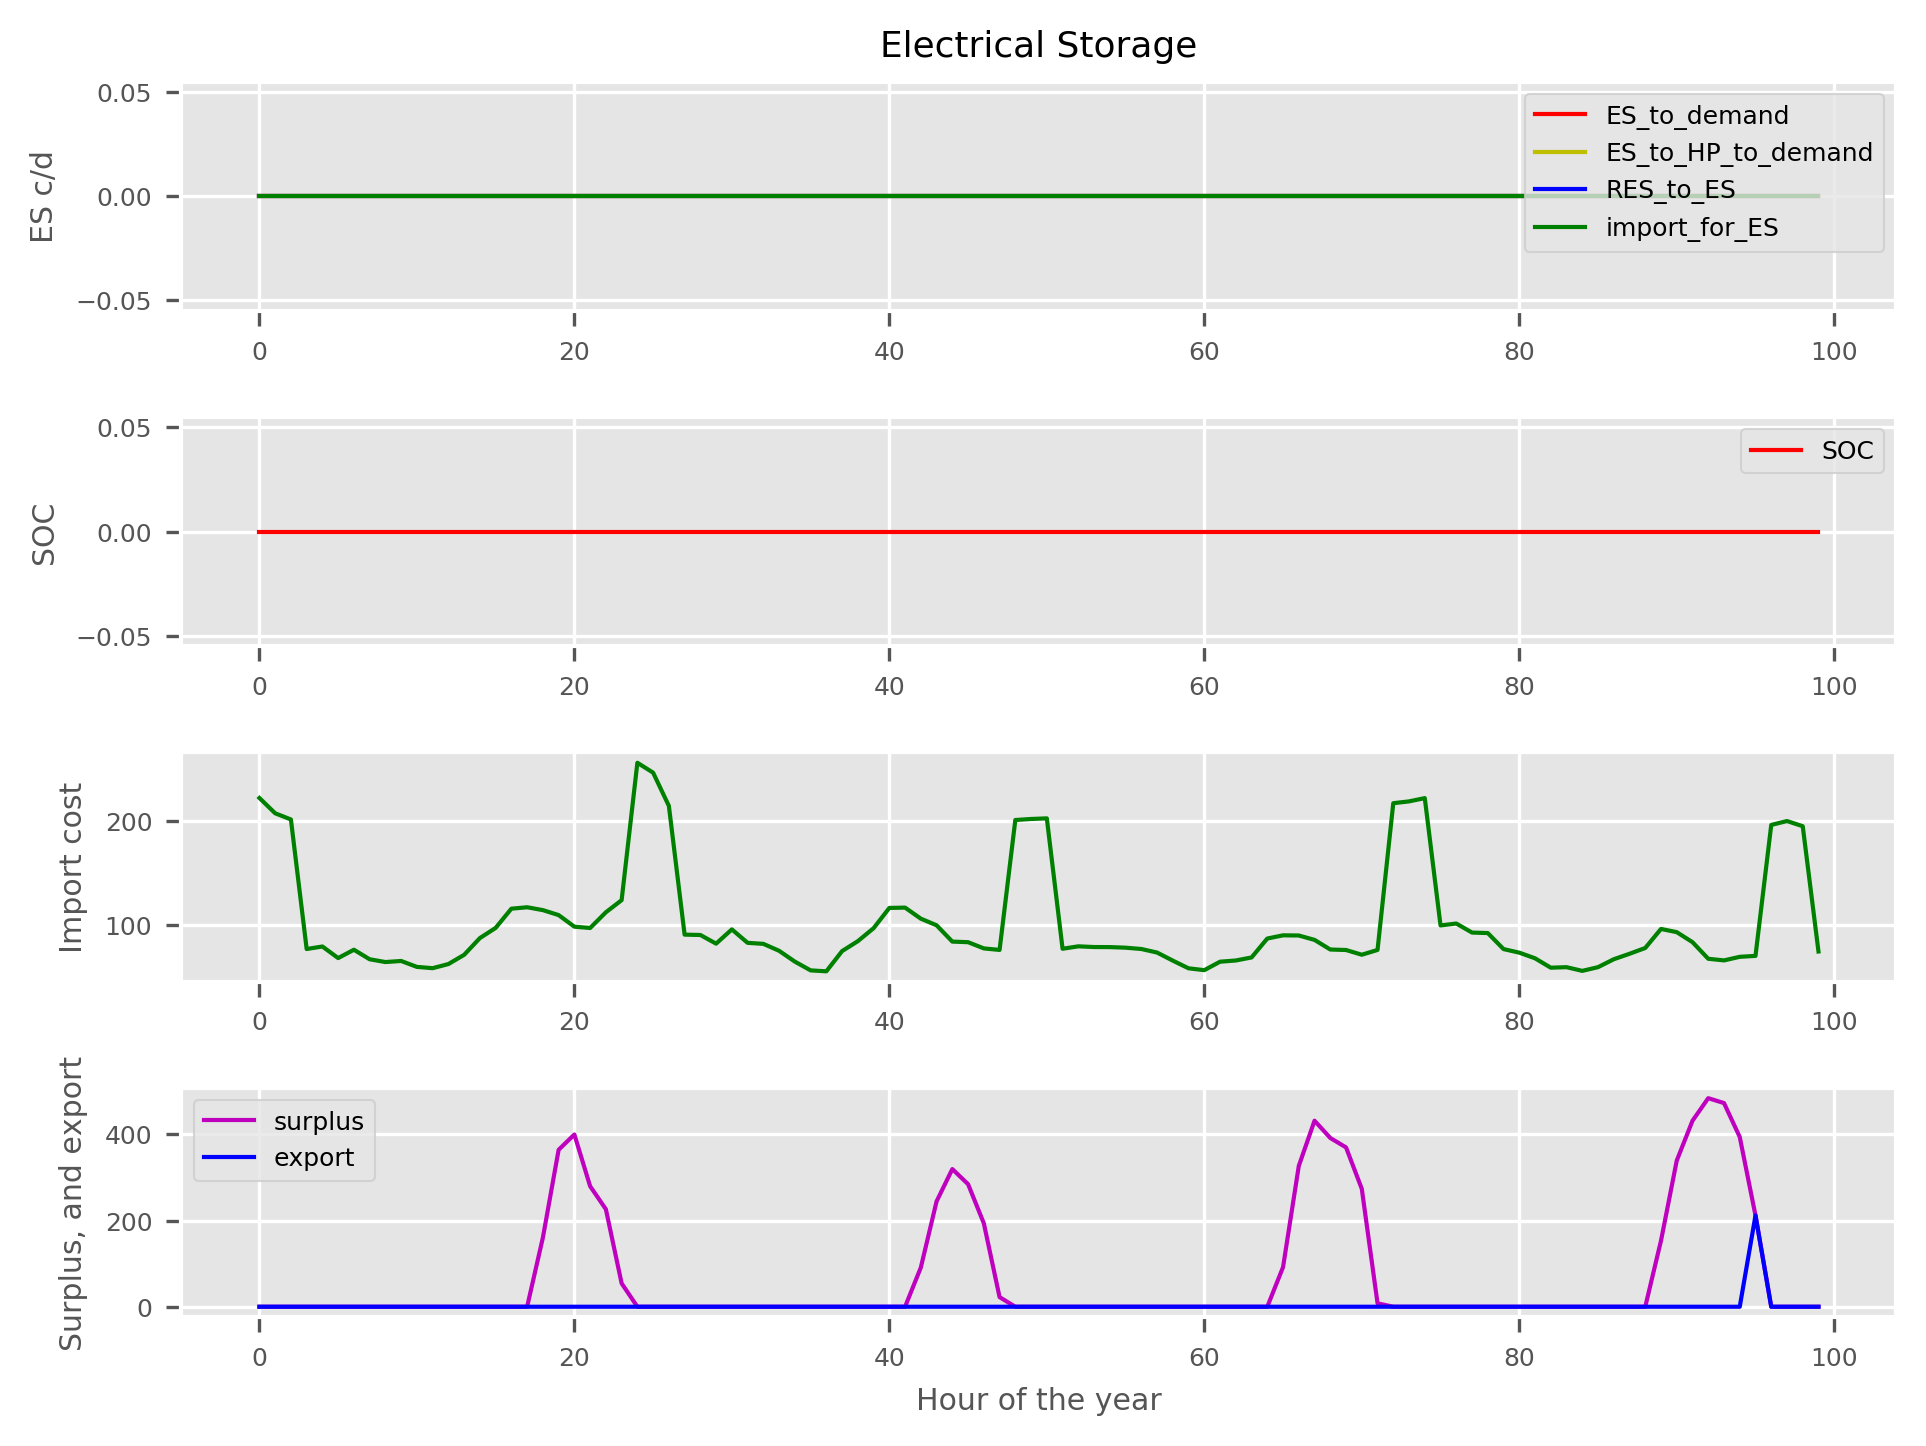 Electrical Storage
ES c/d
0.05
0.00
−0.05
ES_to_demand
ES_to_HP_to_demand
RES_to_ES
import_for_ES
0 20 40 60 80 100
SOC
0.05
0.00
−0.05
SOC
0 20 40 60 80 100
Import cost
200
100
0 20 40 60 80 100
Surplus, and export
400
200
0
surplus
export
0 20 40 60 80 100
Hour of the year